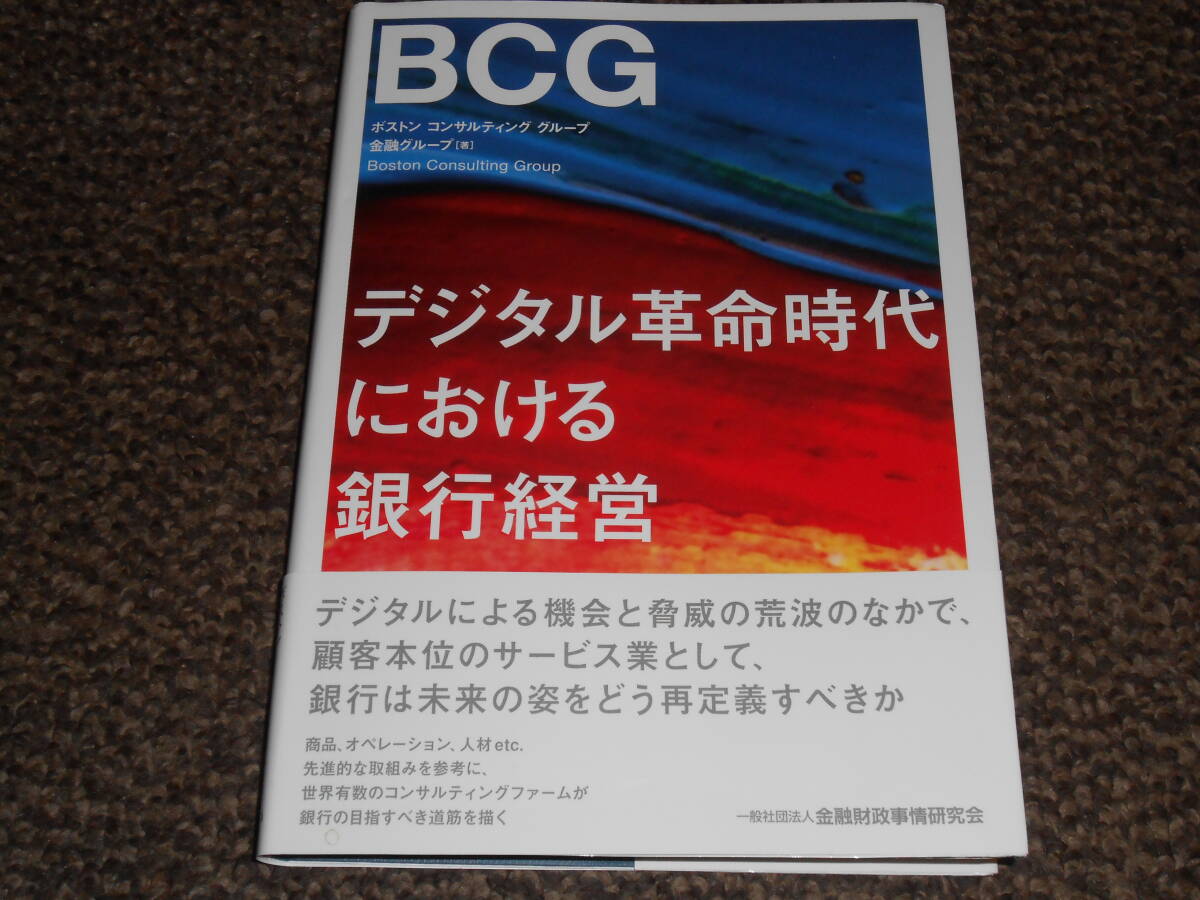 BCG
ボストン コンサルティング グループ
金融グループ[著]
Boston Consulting Group
デジタル革命時代
における
銀行経営
デジタルによる機会と脅威の荒波のなかで、
顧客本位のサービス業として、
銀行は未来の姿をどう再定義すべきか
商品、オペレーション、人材etc.
先進的な取組みを参考に、
世界有数のコンサルティングファームが
銀行の目指すべき道筋を描く
一般社団法人 金融財政事情研究会